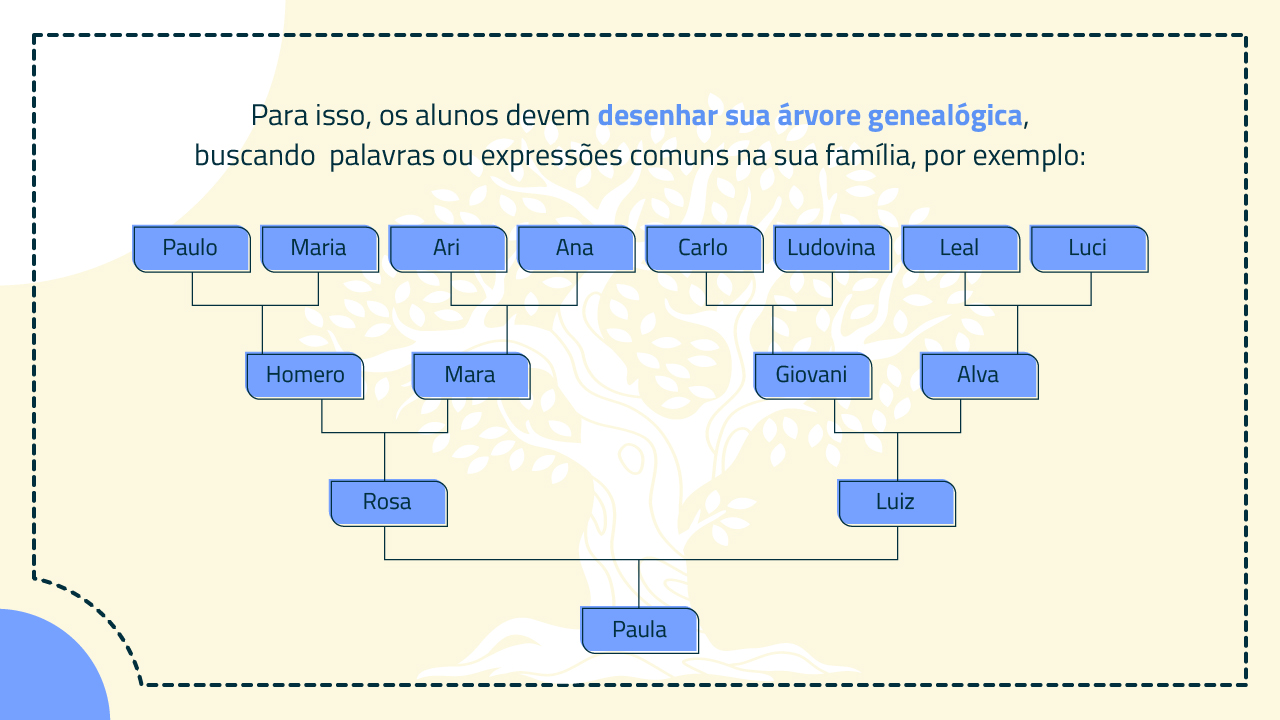 Para isso, os alunos devem desenhar sua árvore genealógica,
buscando  palavras ou expressões comuns na sua família, por exemplo:
Paulo Maria Ari Ana Carlo Ludovina Leal Luci
Homero Mara Giovani Alva
Rosa Luiz
Paula